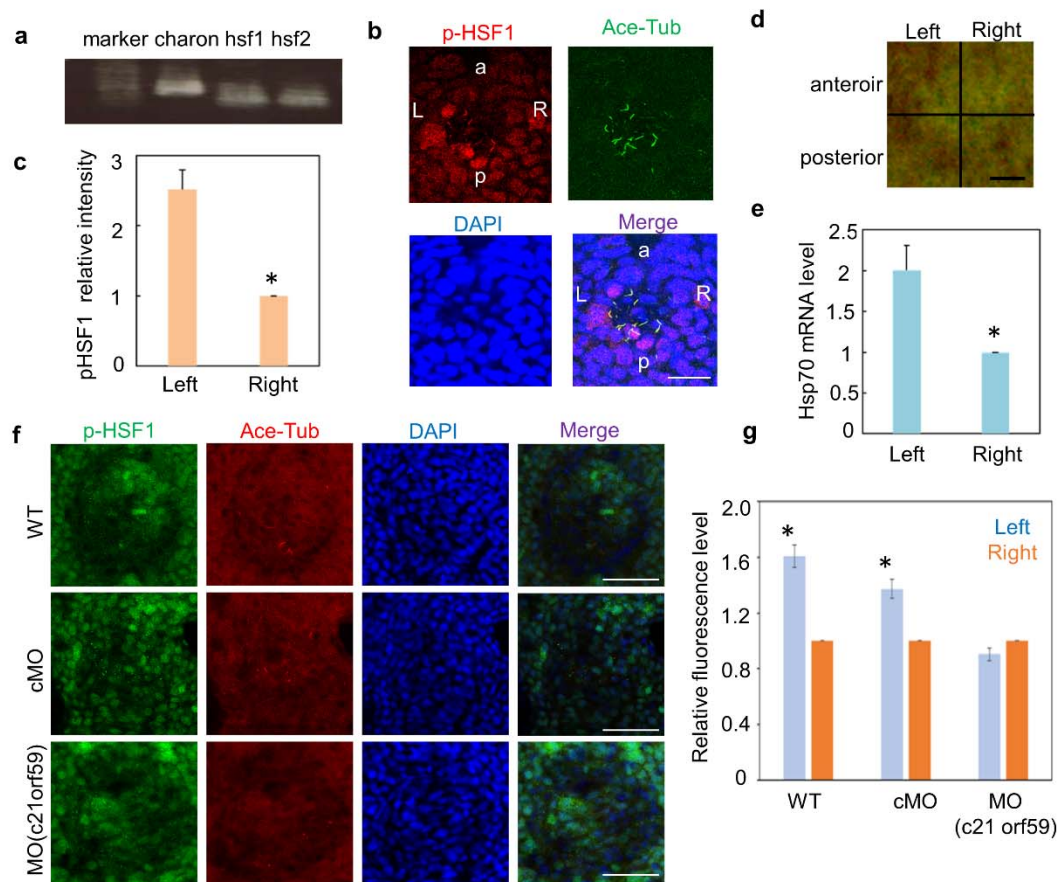 a
marker charon hsf1 hsf2
b
p-HSF1
Ace-Tub
a
L
R
p
DAPI
Merge
a
L
R
p
c
pHSF1 relative intensity
3
2
1
0
*
Left
Right
d
Left
Right
anteroir
posterior
e
Hsp70 mRNA level
2.5
2
1.5
1
0.5
0
*
Left
Right
f
p-HSF1
Ace-Tub
DAPI
Merge
WT
cMO
MO(c21orf59)
g
Relative fluorescence level
2.0
1.6
1.2
0.8
0.4
0
*
*
Left
Right
WT
cMO
MO
(c21 orf59)